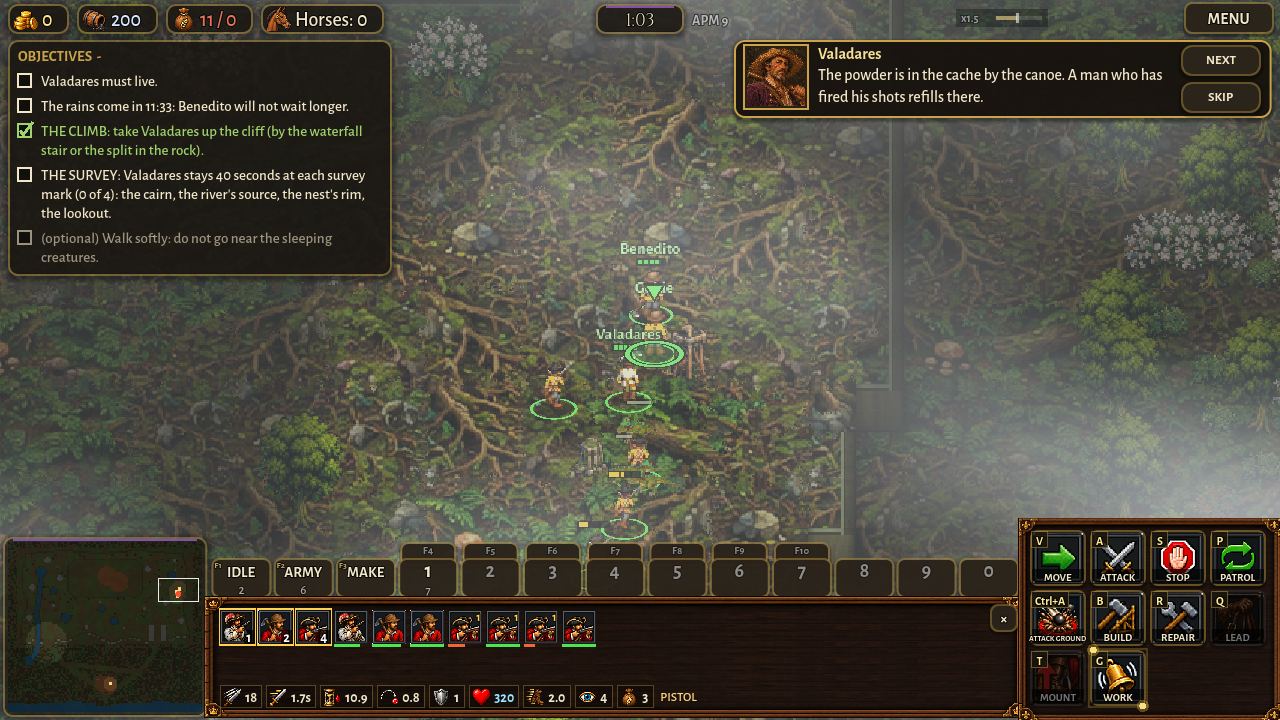 0
200
11 / 0
Horses: 0
1:03
APM 9
x1.5
MENU
OBJECTIVES -
Valadares must live.
The rains come in 11:33: Benedito will not wait longer.
THE CLIMB: take Valadares up the cliff (by the waterfall
stair or the split in the rock).
THE SURVEY: Valadares stays 40 seconds at each survey
mark (0 of 4): the cairn, the river's source, the nest's rim,
the lookout.
(optional) Walk softly: do not go near the sleeping
creatures.
Valadares
The powder is in the cache by the canoe. A man who has
fired his shots refills there.
NEXT
SKIP
Benedito
Valadares
F4
F5
F6
F7
F8
F9
F10
F1 IDLE
2
F2 ARMY
6
F3 MAKE
1
7
2
3
4
5
6
7
8
9
0
1
2
4
1
1
1
×
18
1.7s
10.9
0.8
1
320
2.0
4
3
PISTOL
V
MOVE
A
ATTACK
S
STOP
P
PATROL
Ctrl+A
ATTACK GROUND
B
BUILD
R
REPAIR
Q
LEAD
T
MOUNT
G
WORK